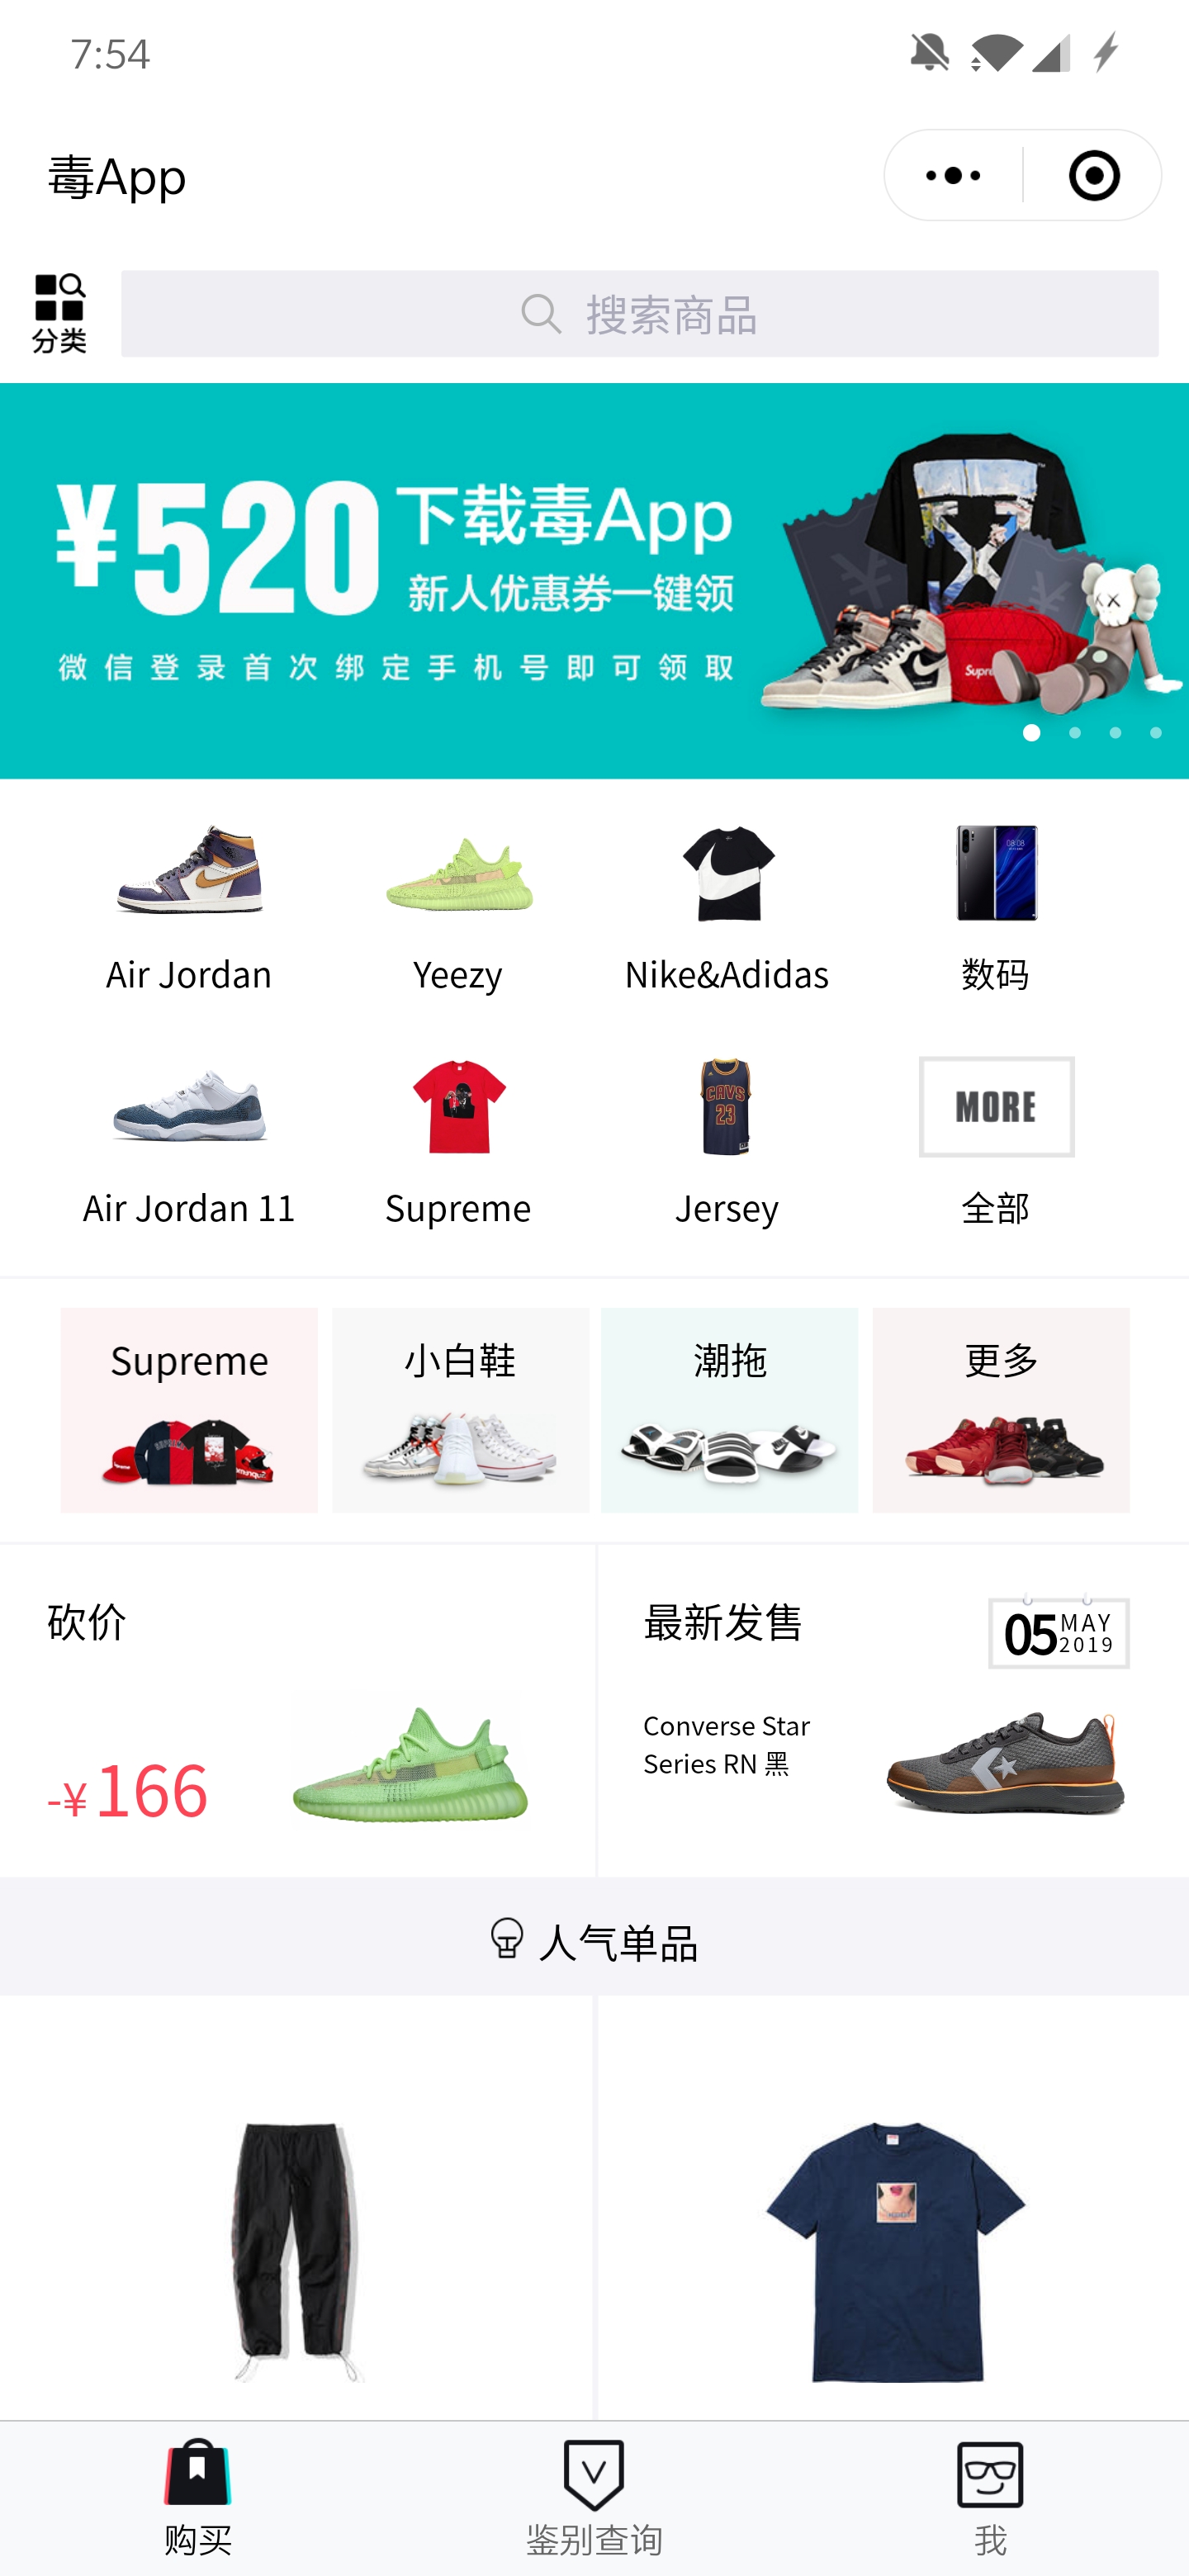 7:54
毒App
分类
搜索商品
¥520 下载毒App
新人优惠券一键领
微信登录首次绑定手机号即可领取
Air Jordan
Yeezy
Nike&Adidas
数码
CAVS
23
MORE
Air Jordan 11
Supreme
Jersey
全部
Supreme
小白鞋
潮拖
更多
砍价
-¥166
最新发售
05 MAY
2019
Converse Star
Series RN 黑
人气单品
购买
鉴别查询
我